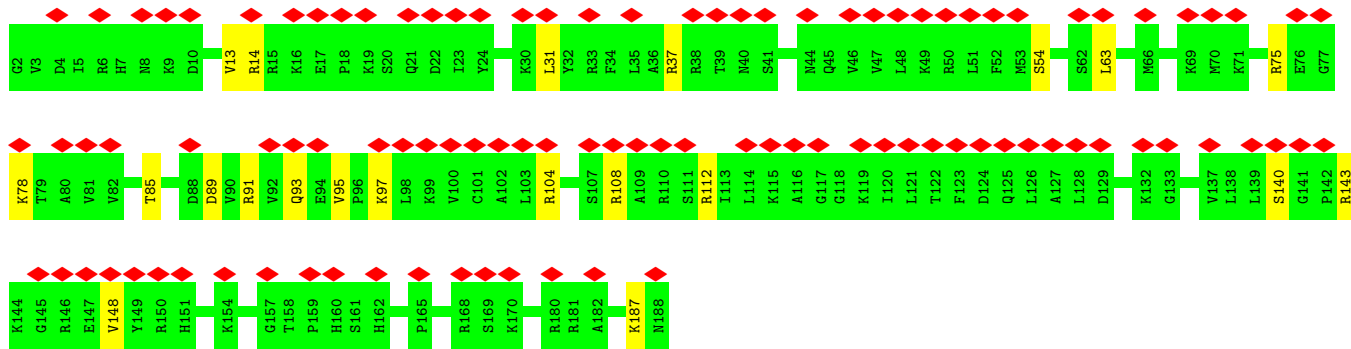 G2 V3 D4 I5 R6 H7 N8 K9 D10 V13 R14 R15 K16 E17 P18 K19 S20 Q21 D22 I23 Y24 K30 L31 Y32 R33 F34 L35 A36 R37 R38 T39 N40 S41 N44 Q45 V46 V47 L48 K49 R50 L51 F52 M53 S54 S62 L63 M66 K69 M70 K71 R75 E76 G77
K78 T79 A80 V81 V82 T85 D88 D89 V90 R91 V92 Q93 E94 V95 P96 K97 L98 K99 V100 C101 A102 L103 R104 S107 R108 A109 R110 S111 R112 I113 L114 K115 A116 G117 G118 K119 I120 L121 T122 F123 D124 Q125 L126 A127 L128 D129 K132 G133 V137 L138 L139 S140 G141 P142 R143
K144 G145 R146 E147 V148 Y149 R150 H151 K154 G157 T158 P159 H160 S161 H162 P165 R168 S169 K170 R180 R181 A182 K187 N188